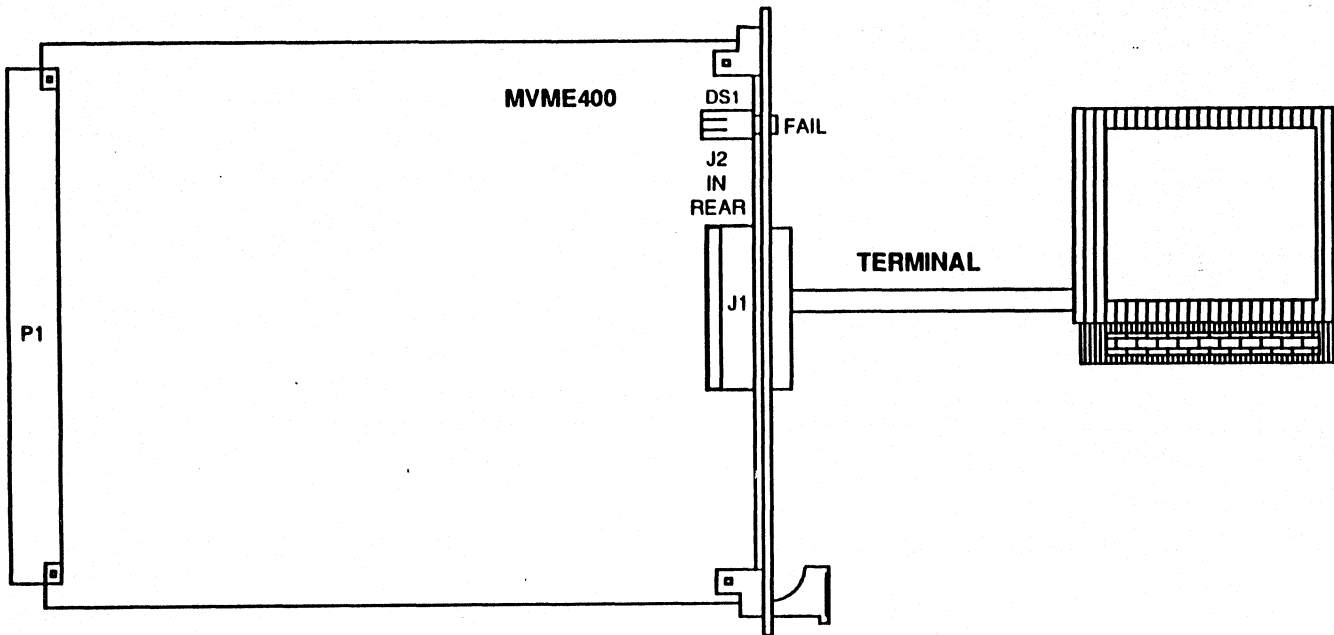 MVME400
DS1
FAIL
J2
IN
REAR
TERMINAL
J1
P1